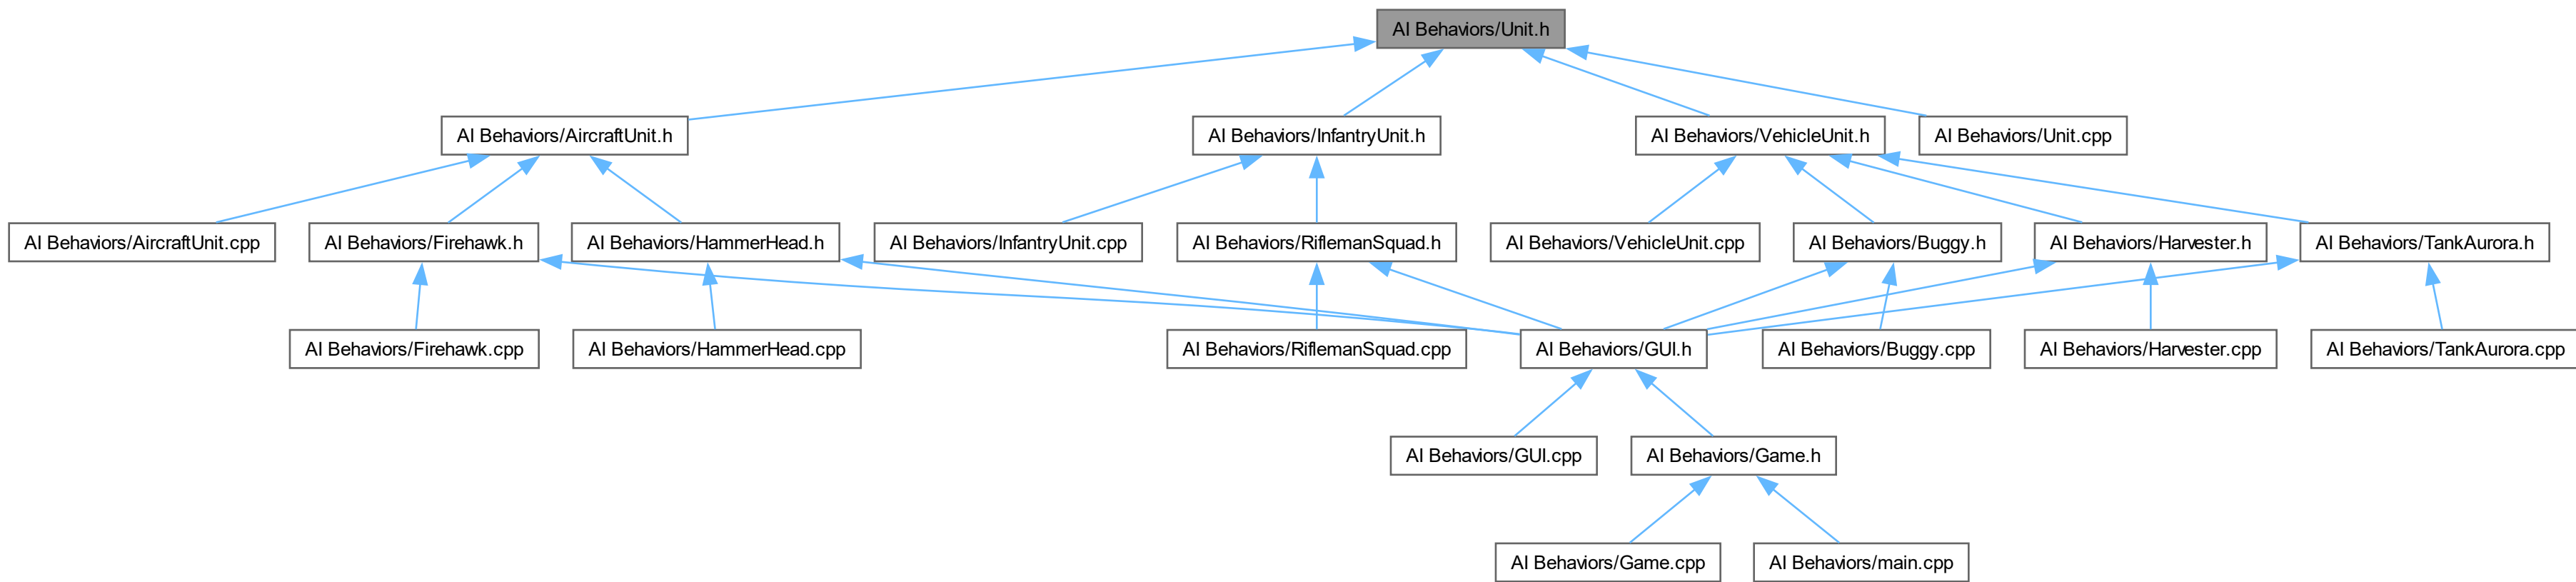 AI Behaviors/Unit.h
AI Behaviors/AircraftUnit.h
AI Behaviors/InfantryUnit.h
AI Behaviors/VehicleUnit.h
AI Behaviors/Unit.cpp
AI Behaviors/AircraftUnit.cpp
AI Behaviors/Firehawk.h
AI Behaviors/HammerHead.h
AI Behaviors/InfantryUnit.cpp
AI Behaviors/RiflemanSquad.h
AI Behaviors/VehicleUnit.cpp
AI Behaviors/Buggy.h
AI Behaviors/Harvester.h
AI Behaviors/TankAurora.h
AI Behaviors/Firehawk.cpp
AI Behaviors/HammerHead.cpp
AI Behaviors/RiflemanSquad.cpp
AI Behaviors/GUI.h
AI Behaviors/Buggy.cpp
AI Behaviors/Harvester.cpp
AI Behaviors/TankAurora.cpp
AI Behaviors/GUI.cpp
AI Behaviors/Game.h
AI Behaviors/Game.cpp
AI Behaviors/main.cpp